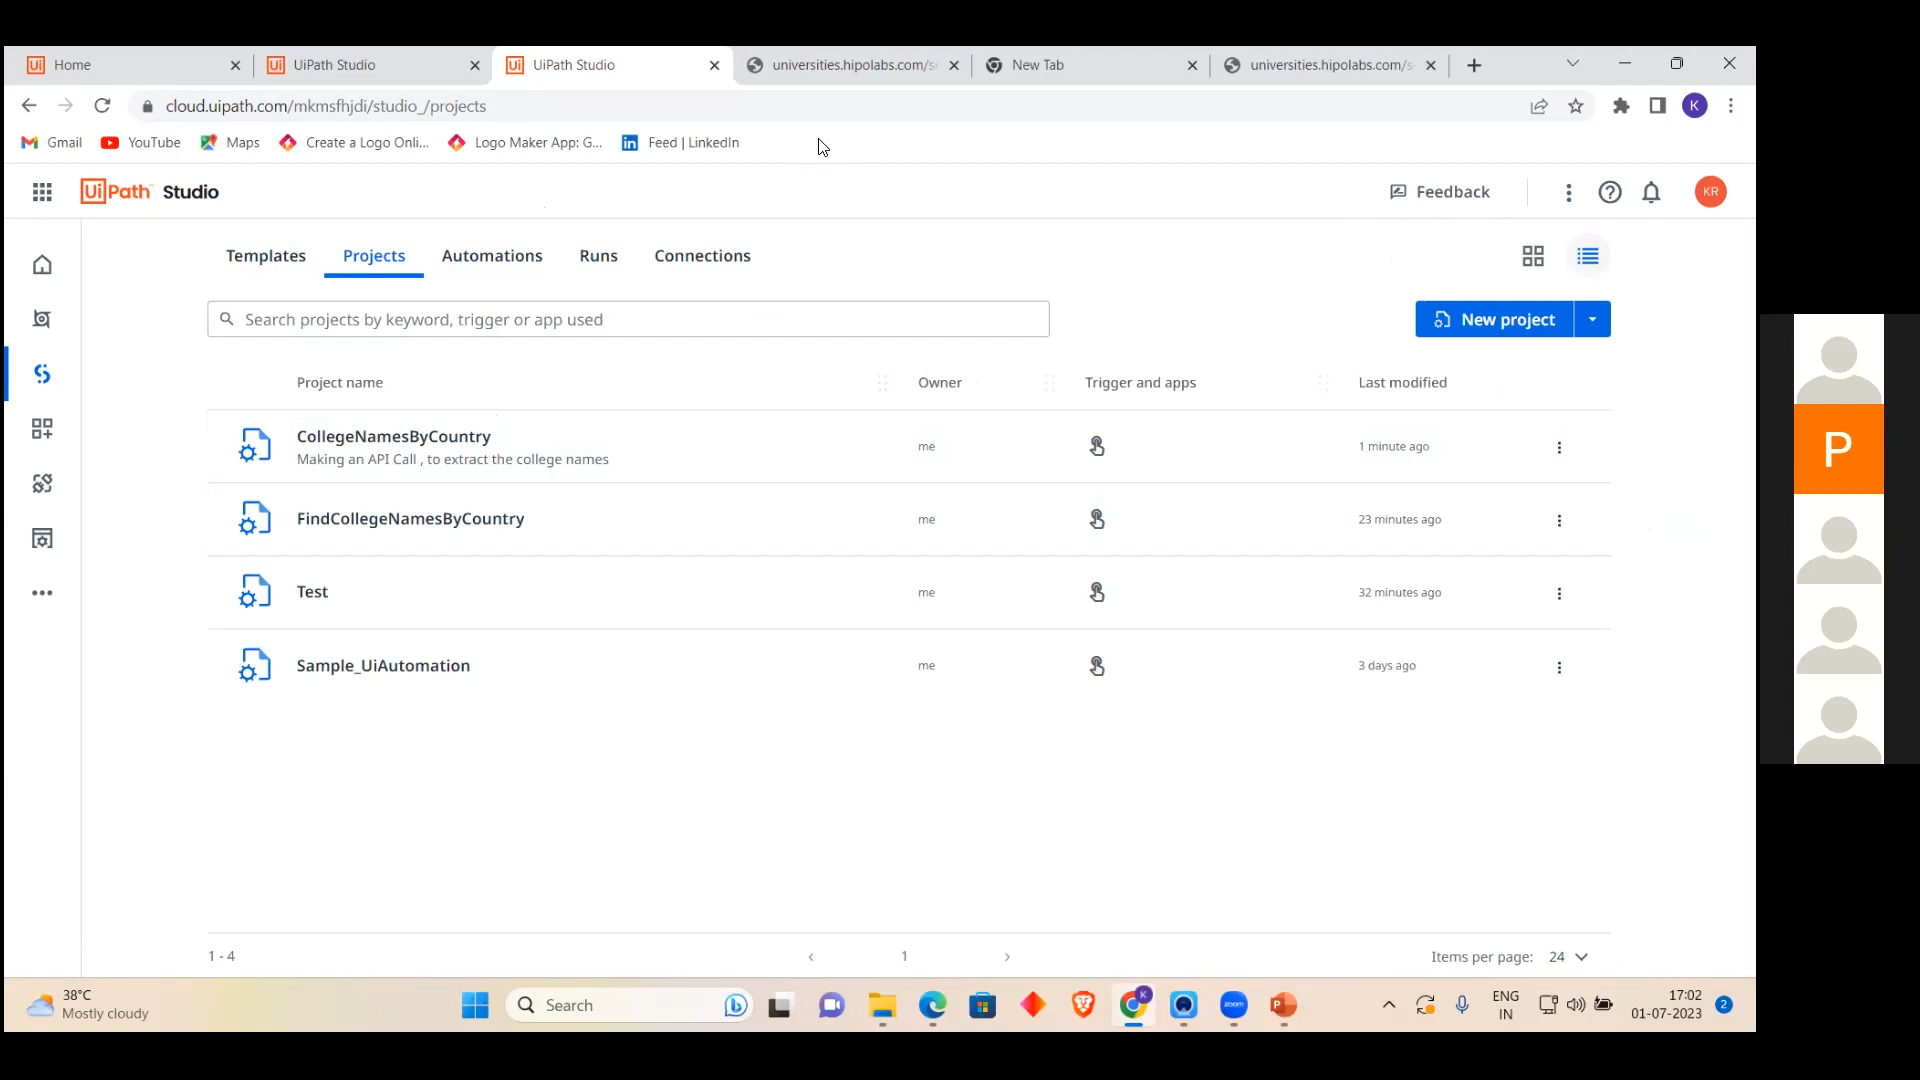 Home
UiPath Studio
UiPath Studio
universities.hipolabs.com/se
New Tab
universities.hipolabs.com/s
cloud.uipath.com/mkmsfhjdi/studio_/projects
K
Gmail
YouTube
Maps
Create a Logo Onli...
Logo Maker App: G...
Feed | LinkedIn
UiPath Studio
Feedback
KR
Templates
Projects
Automations
Runs
Connections
Search projects by keyword, trigger or app used
New project
Project name
Owner
Trigger and apps
Last modified
CollegeNamesByCountry
Making an API Call , to extract the college names
me
1 minute ago
FindCollegeNamesByCountry
me
23 minutes ago
Test
me
32 minutes ago
Sample_UiAutomation
me
3 days ago
P
1 - 4
1
Items per page: 24
38°C
Mostly cloudy
Search
K
zoom
P
ENG
IN
17:02
01-07-2023
2